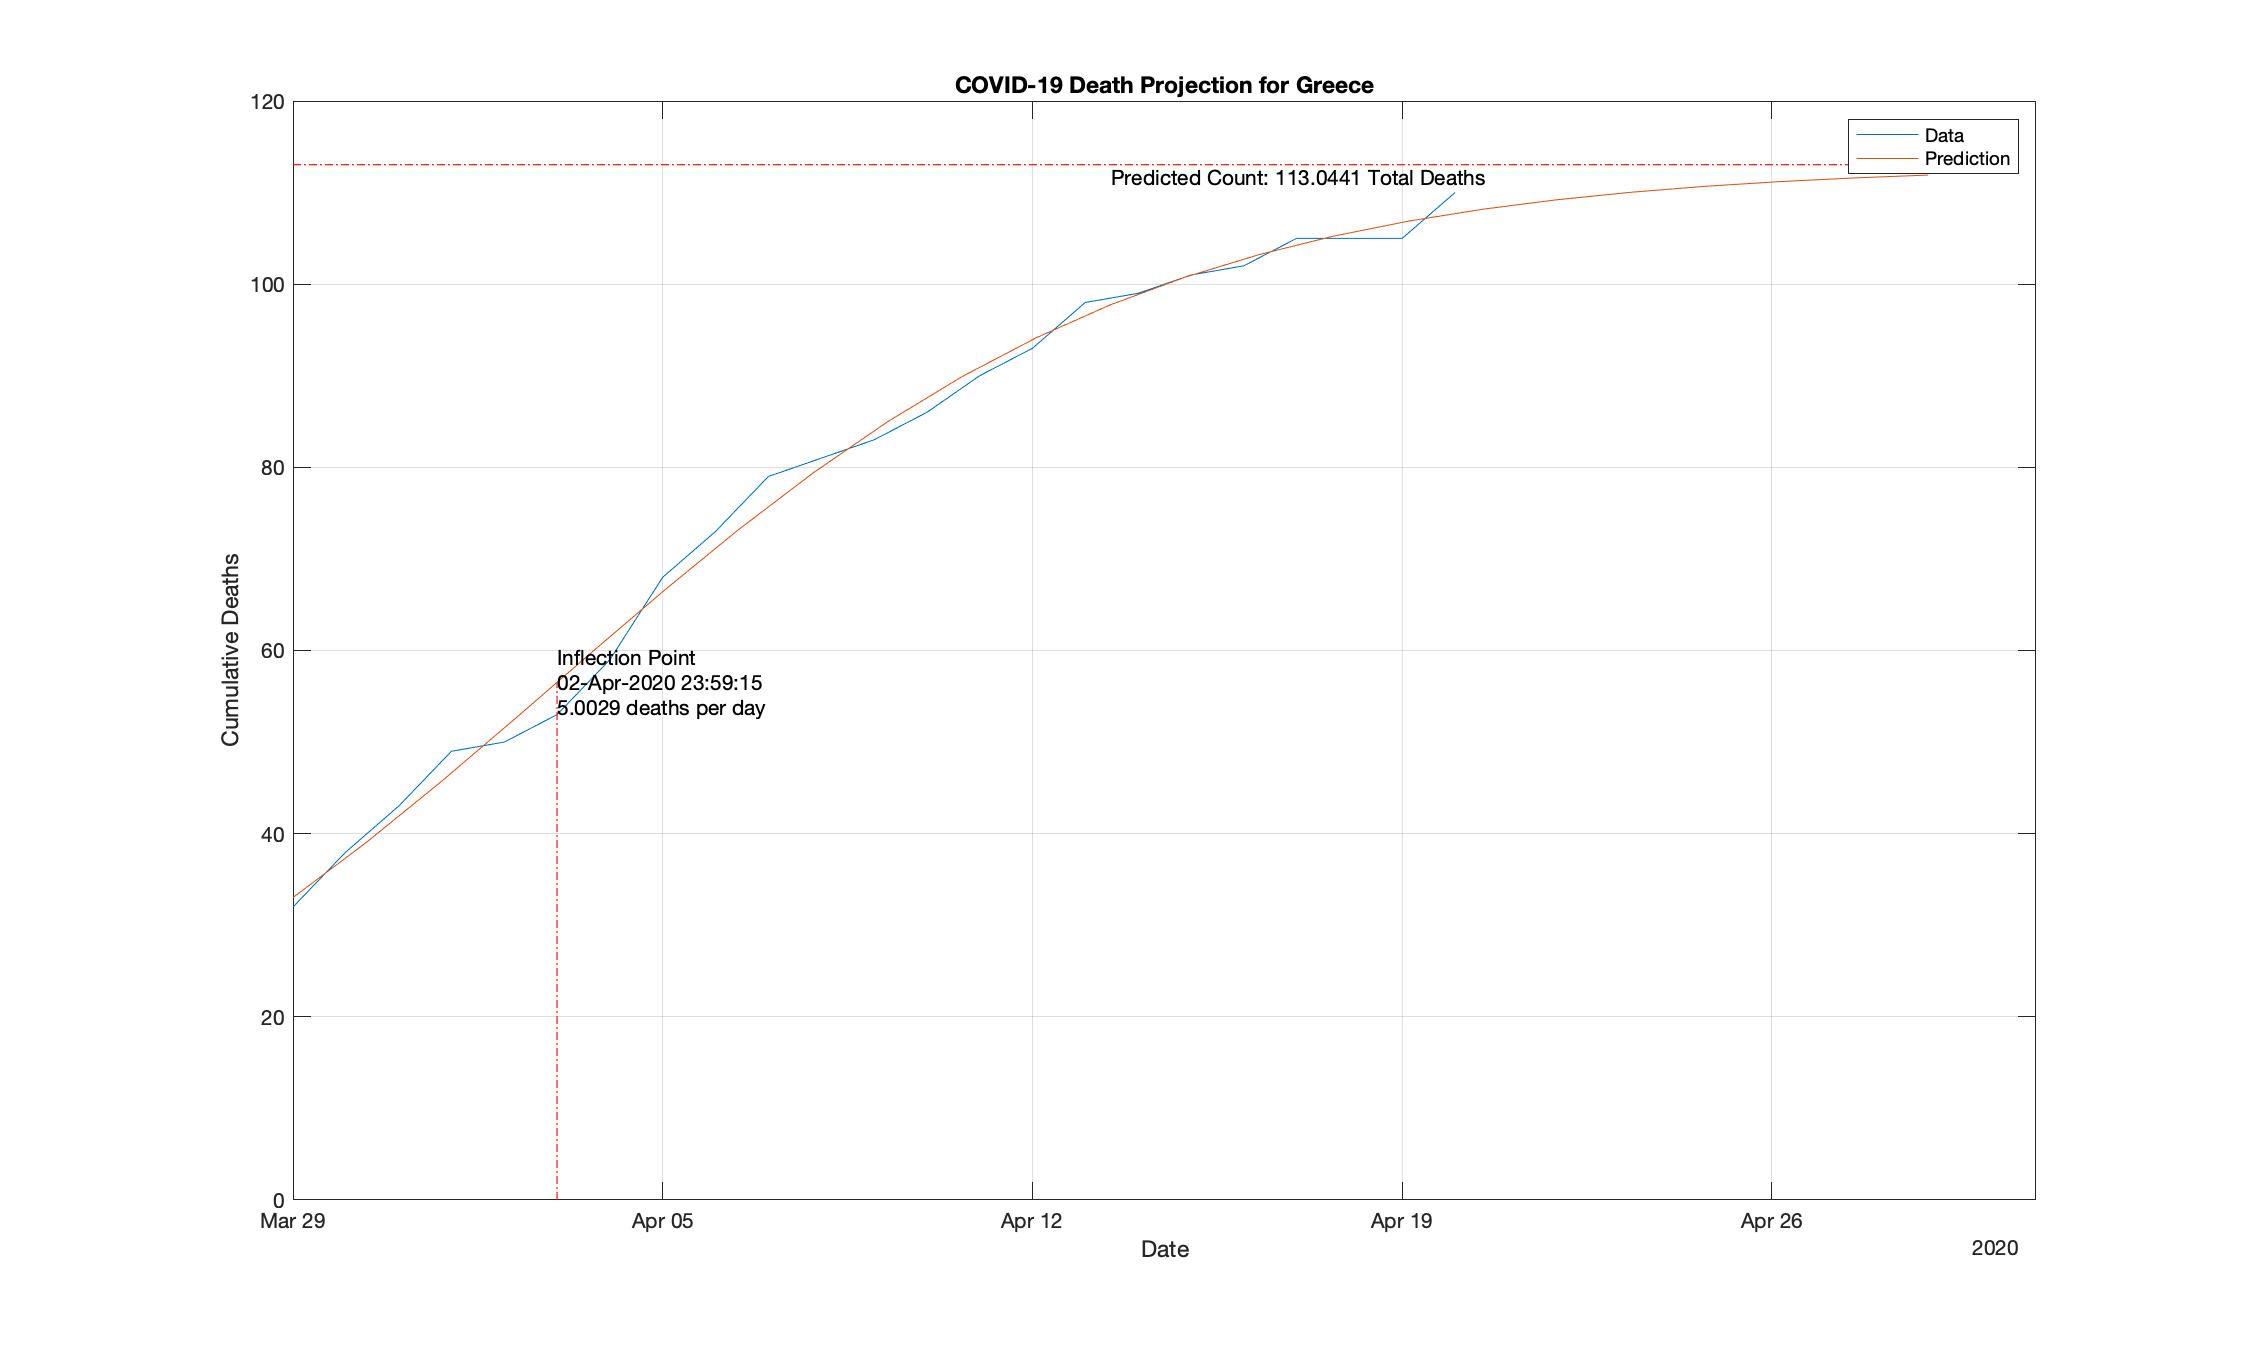 COVID-19 Death Projection for Greece
120
Data
Prediction
Predicted Count: 113.0441 Total Deaths
100
80
60
Inflection Point
02-Apr-2020 23:59:15
5.0029 deaths per day
Cumulative Deaths
40
20
0
Mar 29
Apr 05
Apr 12
Apr 19
Apr 26
Date
2020